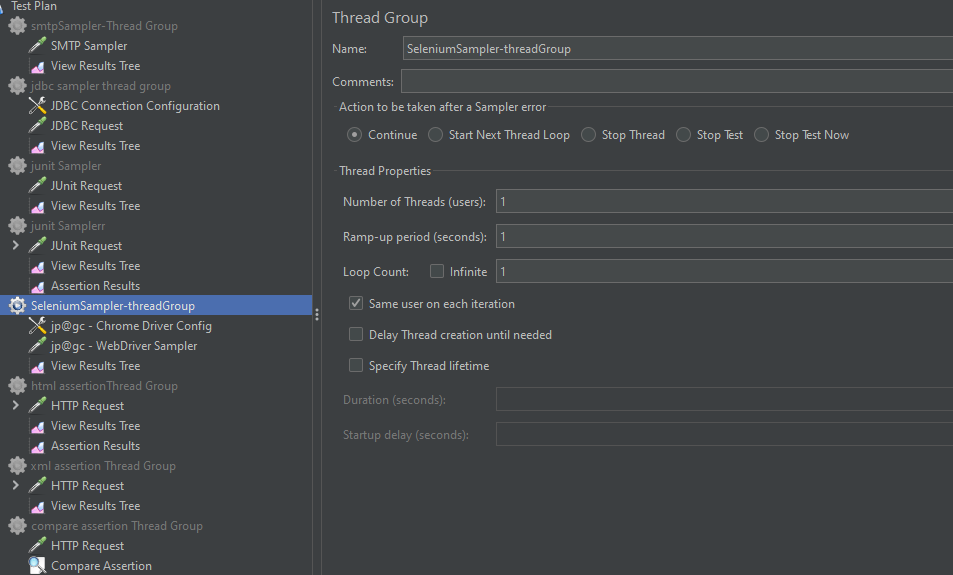 Test Plan
smtpSampler-Thread Group
SMTP Sampler
View Results Tree
jdbc sampler thread group
JDBC Connection Configuration
JDBC Request
View Results Tree
junit Sampler
JUnit Request
View Results Tree
junit Samplerr
JUnit Request
View Results Tree
Assertion Results
SeleniumSampler-threadGroup
jp@gc - Chrome Driver Config
jp@gc - WebDriver Sampler
View Results Tree
html assertionThread Group
HTTP Request
View Results Tree
Assertion Results
xml assertion Thread Group
HTTP Request
View Results Tree
compare assertion Thread Group
HTTP Request
Compare Assertion
Thread Group
Name: SeleniumSampler-threadGroup
Comments:
Action to be taken after a Sampler error
Continue Start Next Thread Loop Stop Thread Stop Test Stop Test Now
Thread Properties
Number of Threads (users): 1
Ramp-up period (seconds): 1
Loop Count: Infinite 1
Same user on each iteration
Delay Thread creation until needed
Specify Thread lifetime
Duration (seconds):
Startup delay (seconds):